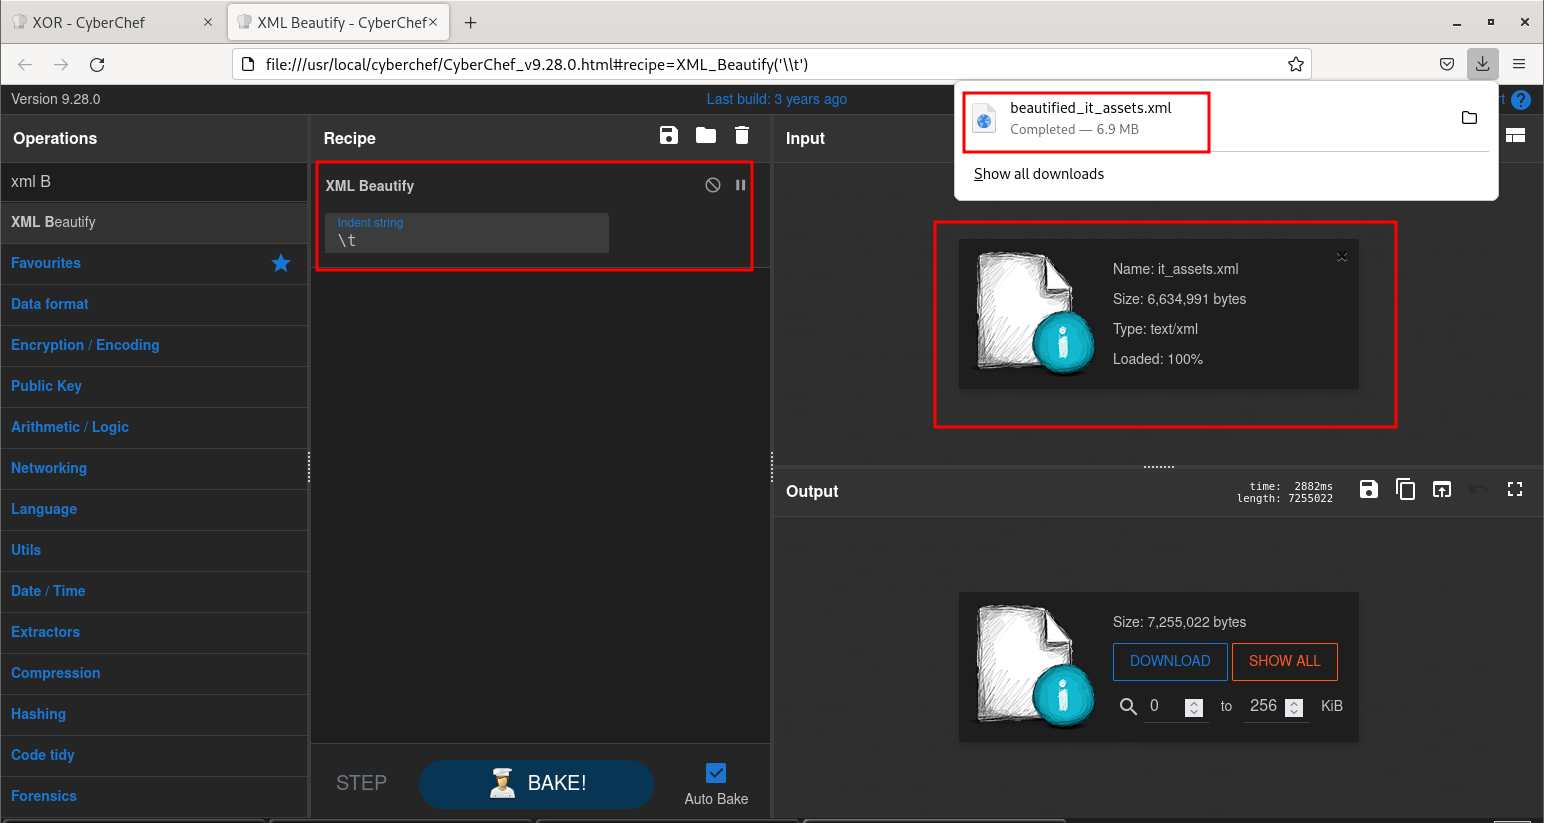 XOR - CyberChef
XML Beautify - CyberChef
file:///usr/local/cyberchef/CyberChef_v9.28.0.html#recipe=XML_Beautify('\\t')
Version 9.28.0
Last build: 3 years ago
beautified_it_assets.xml
Completed — 6.9 MB
Show all downloads
Operations
Recipe
Input
xml B
XML Beautify
Favourites
Data format
Encryption / Encoding
Public Key
Arithmetic / Logic
Networking
Language
Utils
Date / Time
Extractors
Compression
Hashing
Code tidy
Forensics
XML Beautify
Indent string
\t
STEP
BAKE!
Auto Bake
Name: it_assets.xml
Size: 6,634,991 bytes
Type: text/xml
Loaded: 100%
Output
time: 2882ms
length: 7255022
Size: 7,255,022 bytes
DOWNLOAD
SHOW ALL
0 to 256 KiB